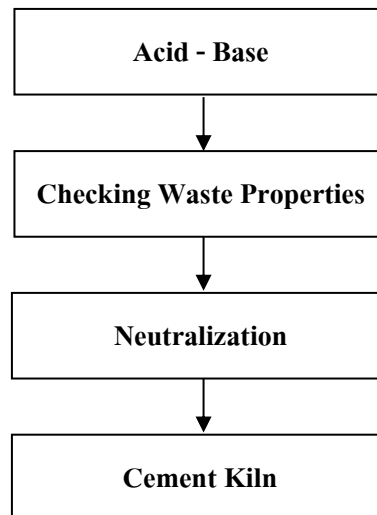 Acid - Base
Checking Waste Properties
Neutralization
Cement Kiln